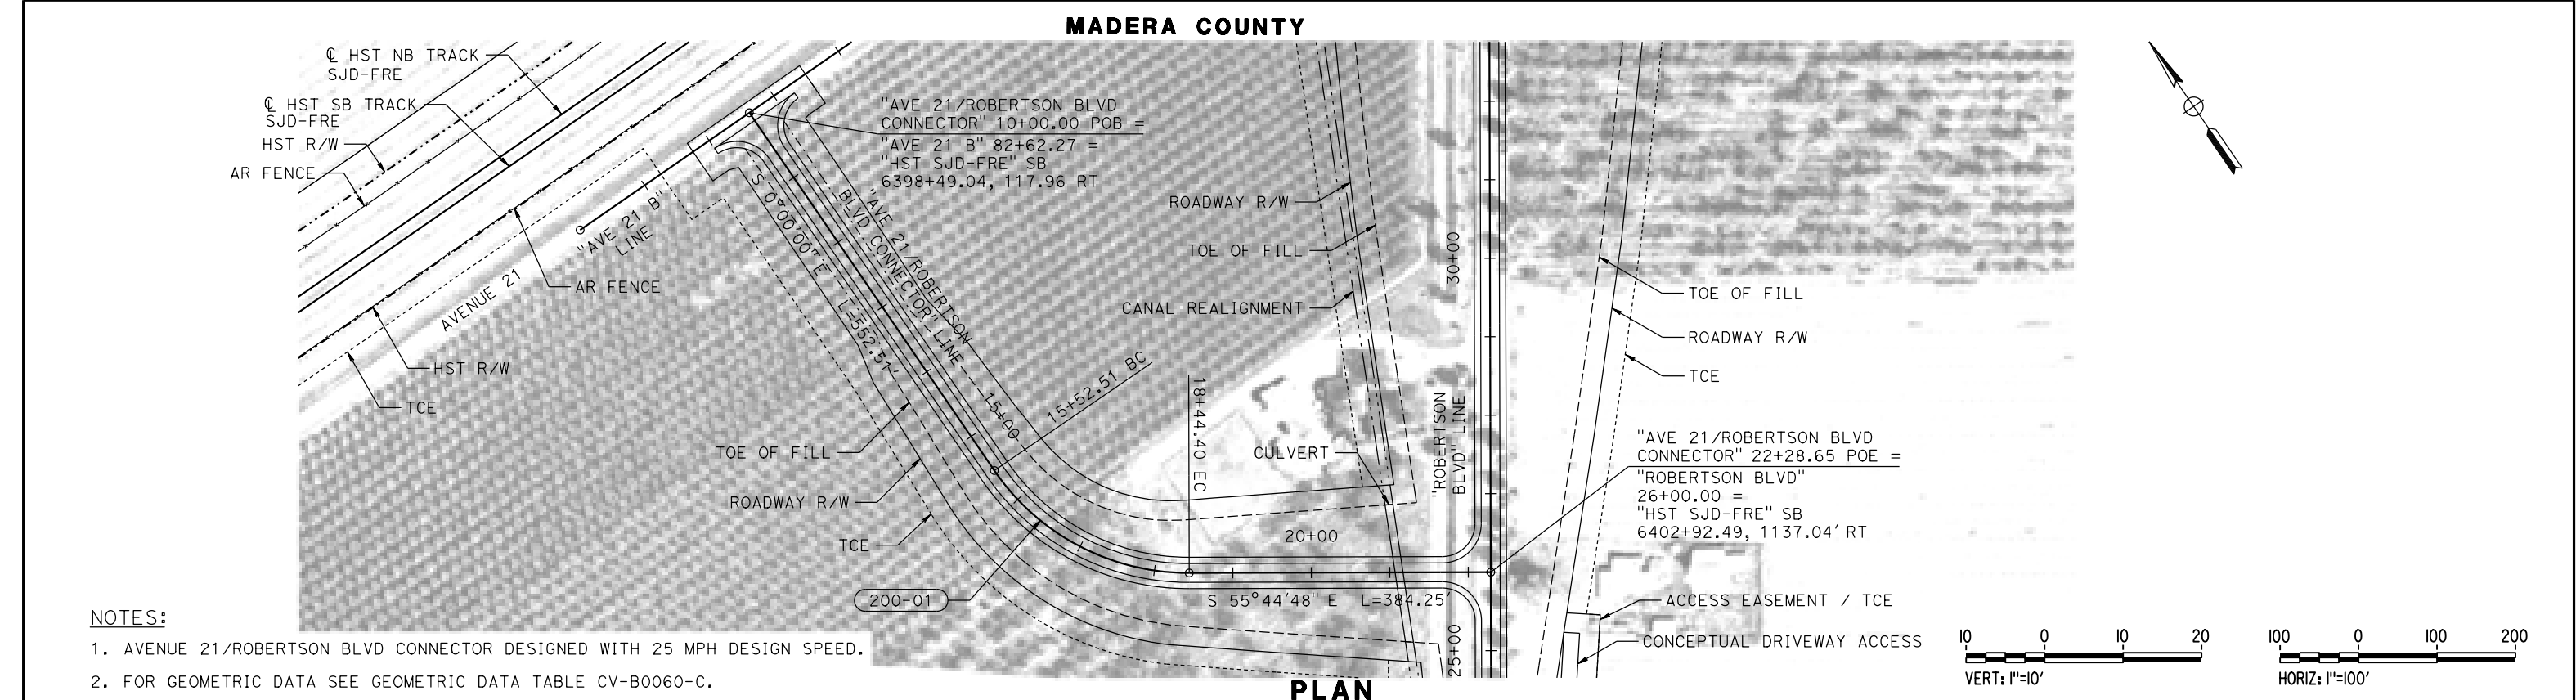 MADERA COUNTY
℄ HST NB TRACK
SJD-FRE
℄ HST SB TRACK
SJD-FRE
HST R/W
AR FENCE
"AVE 21/ROBERTSON BLVD
CONNECTOR" 10+00.00 POB =
"AVE 21 B" 82+62.27 =
"HST SJD-FRE" SB
6398+49.04, 117.96 RT
"AVE 21 B"
LINE
AVENUE 21
AR FENCE
HST R/W
TCE
S 0°00'00" E
L=552.51'
"AVE 21/ROBERTSON
BLVD CONNECTOR" LINE
15+00
15+52.51 BC
18+44.40 EC
TOE OF FILL
ROADWAY R/W
TCE
200-01
ROADWAY R/W
TOE OF FILL
CANAL REALIGNMENT
CULVERT
30+00
"ROBERTSON
BLVD" LINE
20+00
S 55°44'48" E L=384.25'
25+00
TOE OF FILL
ROADWAY R/W
TCE
"AVE 21/ROBERTSON BLVD
CONNECTOR" 22+28.65 POE =
"ROBERTSON BLVD"
26+00.00 =
"HST SJD-FRE" SB
6402+92.49, 1137.04' RT
ACCESS EASEMENT / TCE
CONCEPTUAL DRIVEWAY ACCESS
NOTES:
1. AVENUE 21/ROBERTSON BLVD CONNECTOR DESIGNED WITH 25 MPH DESIGN SPEED.
2. FOR GEOMETRIC DATA SEE GEOMETRIC DATA TABLE CV-B0060-C.
PLAN
10 0 10 20
VERT: 1"=10'
100 0 100 200
HORIZ: 1"=100'